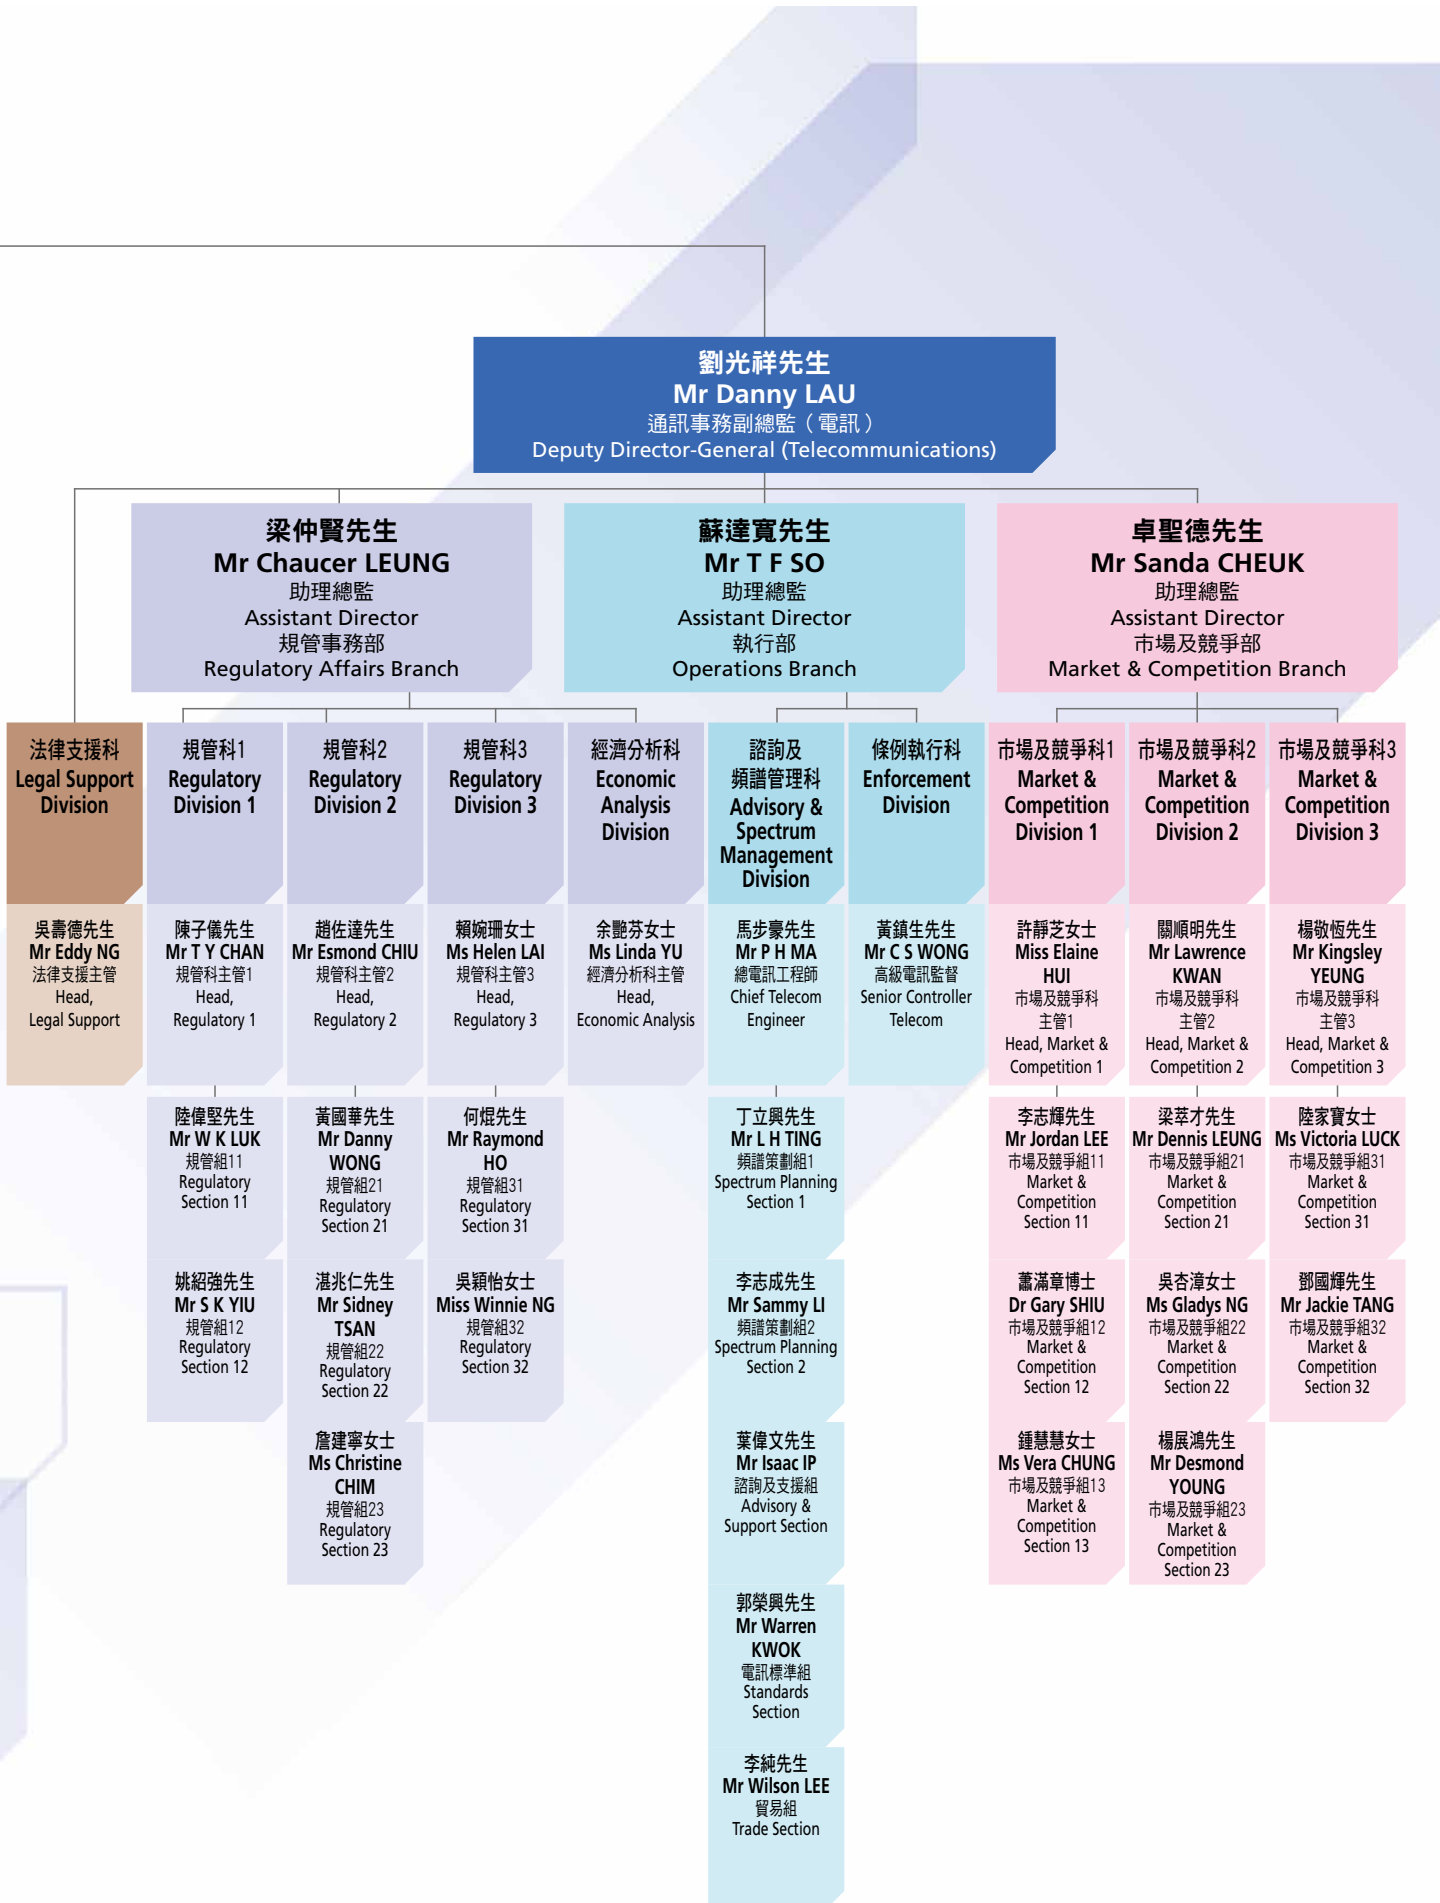 劉光祥先生
Mr Danny LAU
通訊事務副總監（電訊）
Deputy Director-General (Telecommunications)
梁仲賢先生
Mr Chaucer LEUNG
助理總監
Assistant Director
規管事務部
Regulatory Affairs Branch
蘇達寬先生
Mr T F SO
助理總監
Assistant Director
執行部
Operations Branch
卓聖德先生
Mr Sanda CHEUK
助理總監
Assistant Director
市場及競爭部
Market & Competition Branch
法律支援科
Legal Support
Division
吳壽德先生
Mr Eddy NG
法律支援主管
Head,
Legal Support
規管科1
Regulatory
Division 1
陳子儀先生
Mr T Y CHAN
規管科主管1
Head,
Regulatory 1
陸偉堅先生
Mr W K LUK
規管組11
Regulatory
Section 11
姚紹強先生
Mr S K YIU
規管組12
Regulatory
Section 12
規管科2
Regulatory
Division 2
趙佐達先生
Mr Esmond CHIU
規管科主管2
Head,
Regulatory 2
黃國華先生
Mr Danny
WONG
規管組21
Regulatory
Section 21
湛兆仁先生
Mr Sidney
TSAN
規管組22
Regulatory
Section 22
詹建寧女士
Ms Christine
CHIM
規管組23
Regulatory
Section 23
規管科3
Regulatory
Division 3
賴婉珊女士
Ms Helen LAI
規管科主管3
Head,
Regulatory 3
何焜先生
Mr Raymond
HO
規管組31
Regulatory
Section 31
吳穎怡女士
Miss Winnie NG
規管組32
Regulatory
Section 32
經濟分析科
Economic
Analysis
Division
余艷芬女士
Ms Linda YU
經濟分析科主管
Head,
Economic Analysis
諮詢及
頻譜管理科
Advisory &
Spectrum
Management
Division
馬步豪先生
Mr P H MA
總電訊工程師
Chief Telecom
Engineer
丁立興先生
Mr L H TING
頻譜策劃組1
Spectrum Planning
Section 1
李志成先生
Mr Sammy LI
頻譜策劃組2
Spectrum Planning
Section 2
葉偉文先生
Mr Isaac IP
諮詢及支援組
Advisory &
Support Section
郭榮興先生
Mr Warren
KWOK
電訊標準組
Standards
Section
李純先生
Mr Wilson LEE
貿易組
Trade Section
條例執行科
Enforcement
Division
黃鎮生先生
Mr C S WONG
高級電訊監督
Senior Controller
Telecom
市場及競爭科1
Market &
Competition
Division 1
許靜芝女士
Miss Elaine
HUI
市場及競爭科
主管1
Head, Market &
Competition 1
李志輝先生
Mr Jordan LEE
市場及競爭組11
Market &
Competition
Section 11
蕭滿章博士
Dr Gary SHIU
市場及競爭組12
Market &
Competition
Section 12
鍾慧慧女士
Ms Vera CHUNG
市場及競爭組13
Market &
Competition
Section 13
市場及競爭科2
Market &
Competition
Division 2
關順明先生
Mr Lawrence
KWAN
市場及競爭科
主管2
Head, Market &
Competition 2
梁萃才先生
Mr Dennis LEUNG
市場及競爭組21
Market &
Competition
Section 21
吳杏漳女士
Ms Gladys NG
市場及競爭組22
Market &
Competition
Section 22
楊展鴻先生
Mr Desmond
YOUNG
市場及競爭組23
Market &
Competition
Section 23
市場及競爭科3
Market &
Competition
Division 3
楊敬恆先生
Mr Kingsley
YEUNG
市場及競爭科
主管3
Head, Market &
Competition 3
陸家寶女士
Ms Victoria LUCK
市場及競爭組31
Market &
Competition
Section 31
鄧國輝先生
Mr Jackie TANG
市場及競爭組32
Market &
Competition
Section 32